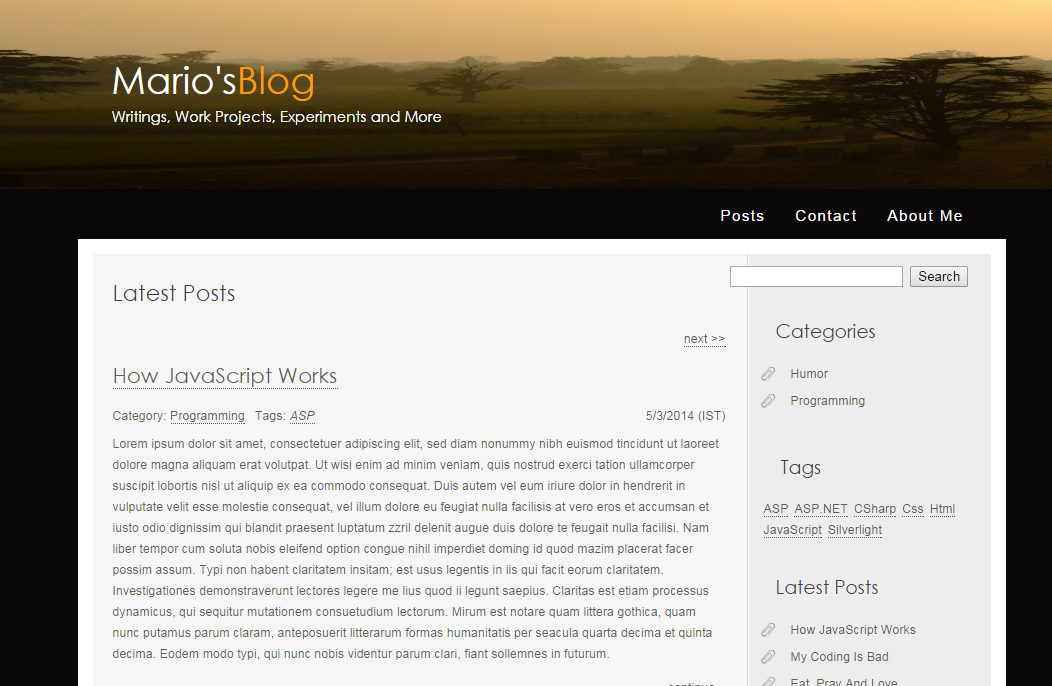 Mario'sBlog
Writings, Work Projects, Experiments and More
Posts Contact About Me
Search
Latest Posts
next >>
How JavaScript Works
Category: Programming Tags: ASP 5/3/2014 (IST)
Lorem ipsum dolor sit amet, consectetuer adipiscing elit, sed diam nonummy nibh euismod tincidunt ut laoreet
dolore magna aliquam erat volutpat. Ut wisi enim ad minim veniam, quis nostrud exerci tation ullamcorper
suscipit lobortis nisl ut aliquip ex ea commodo consequat. Duis autem vel eum iriure dolor in hendrerit in
vulputate velit esse molestie consequat, vel illum dolore eu feugiat nulla facilisis at vero eros et accumsan et
iusto odio dignissim qui blandit praesent luptatum zzril delenit augue duis dolore te feugait nulla facilisi. Nam
liber tempor cum soluta nobis eleifend option congue nihil imperdiet doming id quod mazim placerat facer
possim assum. Typi non habent claritatem insitam; est usus legentis in iis qui facit eorum claritatem.
Investigationes demonstraverunt lectores legere me lius quod ii legunt saepius. Claritas est etiam processus
dynamicus, qui sequitur mutationem consuetudium lectorum. Mirum est notare quam littera gothica, quam
nunc putamus parum claram, anteposuerit litterarum formas humanitatis per seacula quarta decima et quinta
decima. Eodem modo typi, qui nunc nobis videntur parum clari, fiant sollemnes in futurum.
Categories
Humor
Programming
Tags
ASP ASP.NET CSharp Css Html
JavaScript Silverlight
Latest Posts
How JavaScript Works
My Coding Is Bad
Eat, Pray And Love